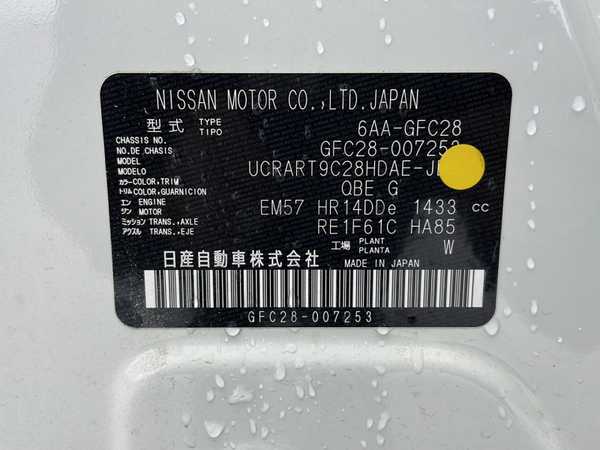 NISSAN MOTOR CO.,LTD.JAPAN
型式 TYPE TIPO 6AA-GFC28
CHASSIS NO. NO.DE CHASSIS GFC28-007253
MODEL MODELO UCRART9C28HDAE-
カラートリム COLOR,TRIM COLOR,GUARNICION QBE G
エンジン ENGINE MOTOR EM57 HR14DDe 1433 cc
ミッションアクスル TRANS.,AXLE TRANS.,EJE RE1F61C HA85
工場 PLANT PLANTA W
日産自動車株式会社 MADE IN JAPAN
GFC28-007253